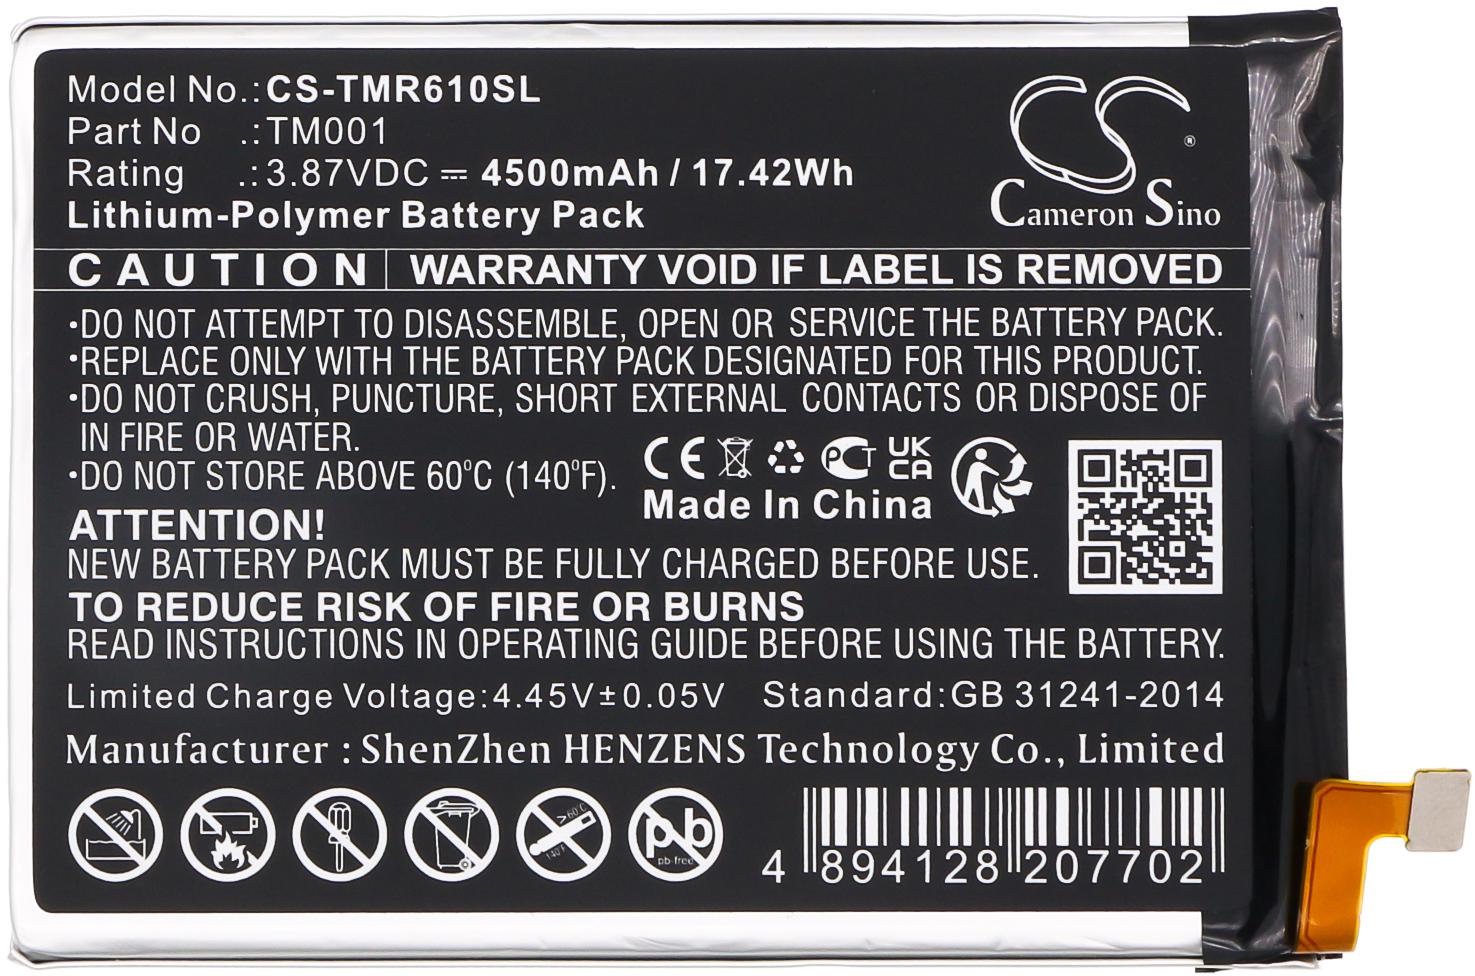 Model No.:CS-TMR610SL
Part No .:TM001
Rating .:3.87VDC ⎓ 4500mAh / 17.42Wh
Lithium-Polymer Battery Pack
CS ®
Cameron Sino
CAUTION WARRANTY VOID IF LABEL IS REMOVED
•DO NOT ATTEMPT TO DISASSEMBLE, OPEN OR SERVICE THE BATTERY PACK.
•REPLACE ONLY WITH THE BATTERY PACK DESIGNATED FOR THIS PRODUCT.
•DO NOT CRUSH, PUNCTURE, SHORT EXTERNAL CONTACTS OR DISPOSE OF
IN FIRE OR WATER.
•DO NOT STORE ABOVE 60°C (140°F).
CE PCT UK
CA
Made In China
ATTENTION!
NEW BATTERY PACK MUST BE FULLY CHARGED BEFORE USE.
TO REDUCE RISK OF FIRE OR BURNS
READ INSTRUCTIONS IN OPERATING GUIDE BEFORE USING THE BATTERY.
Limited Charge Voltage:4.45V±0.05V Standard:GB 31241-2014
Manufacturer : ShenZhen HENZENS Technology Co., Limited
>60°C
140°F
pb
pb-free
4 894128 207702